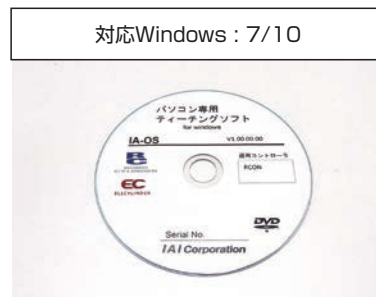 対応Windows：7/10
パソコン専用
ティーチングソフト
for windows
IA-OS V1.00.00.00
適用コントローラ
RCON
EC
ELECYLINDER
DVD
Serial No.
IAI Corporation